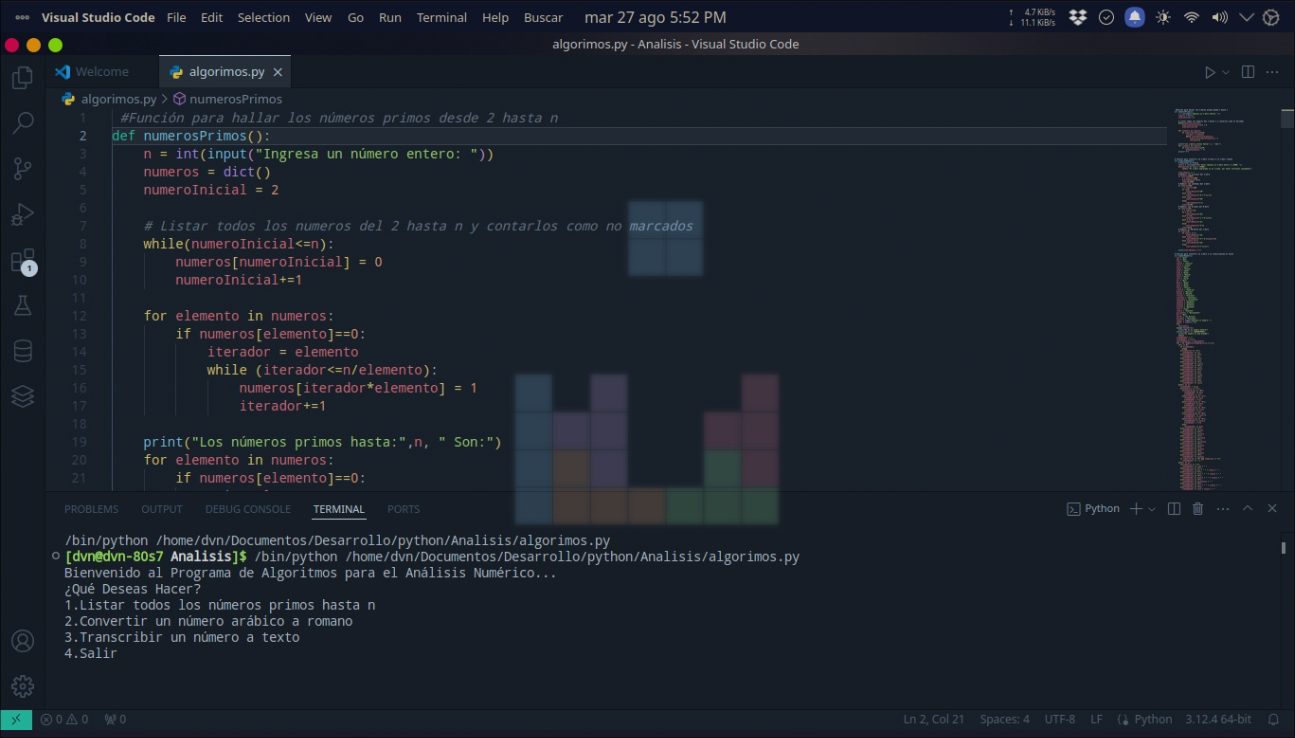 Visual Studio Code File Edit Selection View Go Run Terminal Help Buscar mar 27 ago 5:52 PM
↑ 4.7 KiB/s
↓ 11.1 KiB/s
algorimos.py - Analisis - Visual Studio Code
Welcome algorimos.py
algorimos.py > numerosPrimos
1 #Función para hallar los números primos desde 2 hasta n
2 def numerosPrimos():
3 n = int(input("Ingresa un número entero: "))
4 numeros = dict()
5 numeroInicial = 2
6
7 # Listar todos los numeros del 2 hasta n y contarlos como no marcados
8 while(numeroInicial<=n):
9 numeros[numeroInicial] = 0
10 numeroInicial+=1
11
12 for elemento in numeros:
13 if numeros[elemento]==0:
14 iterador = elemento
15 while (iterador<=n/elemento):
16 numeros[iterador*elemento] = 1
17 iterador+=1
18
19 print("Los números primos hasta:",n, " Son:")
20 for elemento in numeros:
21 if numeros[elemento]==0:
1
PROBLEMS OUTPUT DEBUG CONSOLE TERMINAL PORTS Python
/bin/python /home/dvn/Documentos/Desarrollo/python/Analisis/algorimos.py
[dvn@dvn-80s7 Analisis]$ /bin/python /home/dvn/Documentos/Desarrollo/python/Analisis/algorimos.py
Bienvenido al Programa de Algoritmos para el Análisis Numérico...
¿Qué Deseas Hacer?
1.Listar todos los números primos hasta n
2.Convertir un número arábico a romano
3.Transcribir un número a texto
4.Salir
0 0 0 Ln 2, Col 21 Spaces: 4 UTF-8 LF Python 3.12.4 64-bit